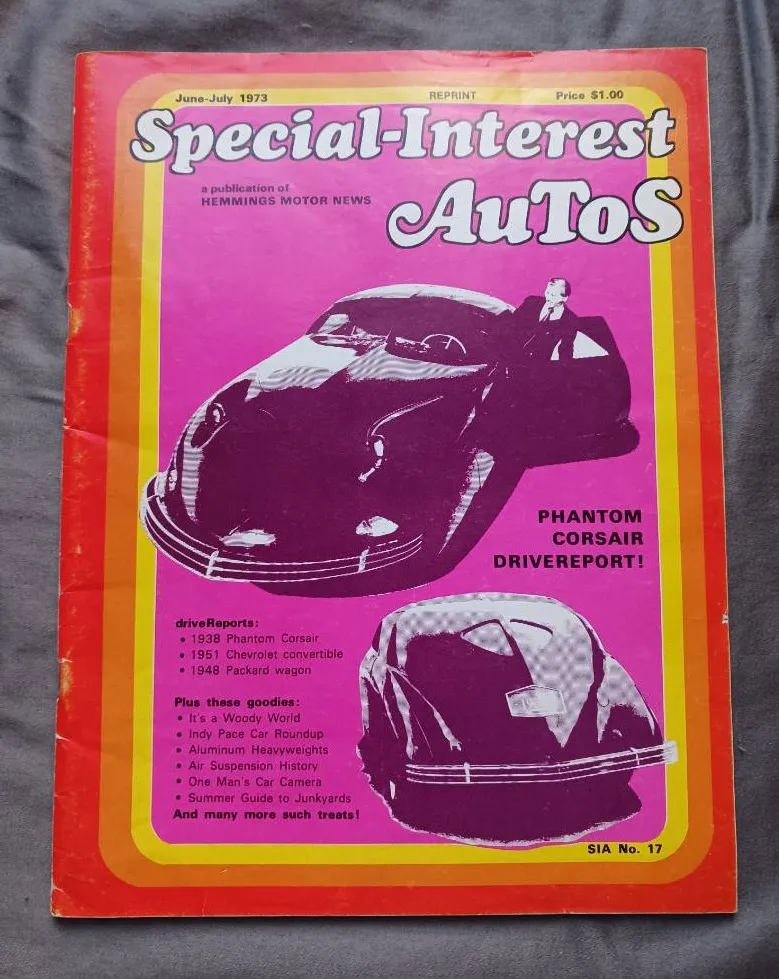 June-July 1973 REPRINT Price $1.00
Special-Interest
AuToS
a publication of
HEMMINGS MOTOR NEWS
PHANTOM
CORSAIR
DRIVEREPORT!
driveReports:
• 1938 Phantom Corsair
• 1951 Chevrolet convertible
• 1948 Packard wagon
Plus these goodies:
• It's a Woody World
• Indy Pace Car Roundup
• Aluminum Heavyweights
• Air Suspension History
• One Man's Car Camera
• Summer Guide to Junkyards
And many more such treats!
SIA No. 17